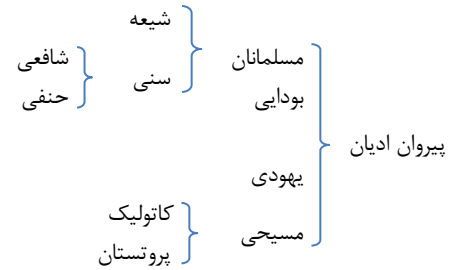 پیروان ادیان
مسلمانان
بودایی
یهودی
مسیحی
شیعه
سنی
شافعی
حنفی
کاتولیک
پروتستان